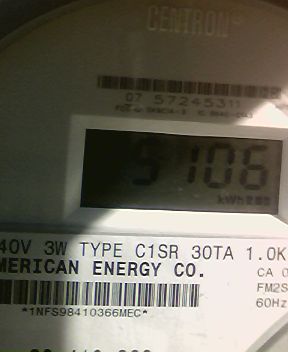 CENTRON
07 57245311
5106
kWh
40V 3W TYPE C1SR 30TA 1.0K
MERICAN ENERGY CO.
CA 0
FM2S
60Hz
*1NFS98410366MEC*